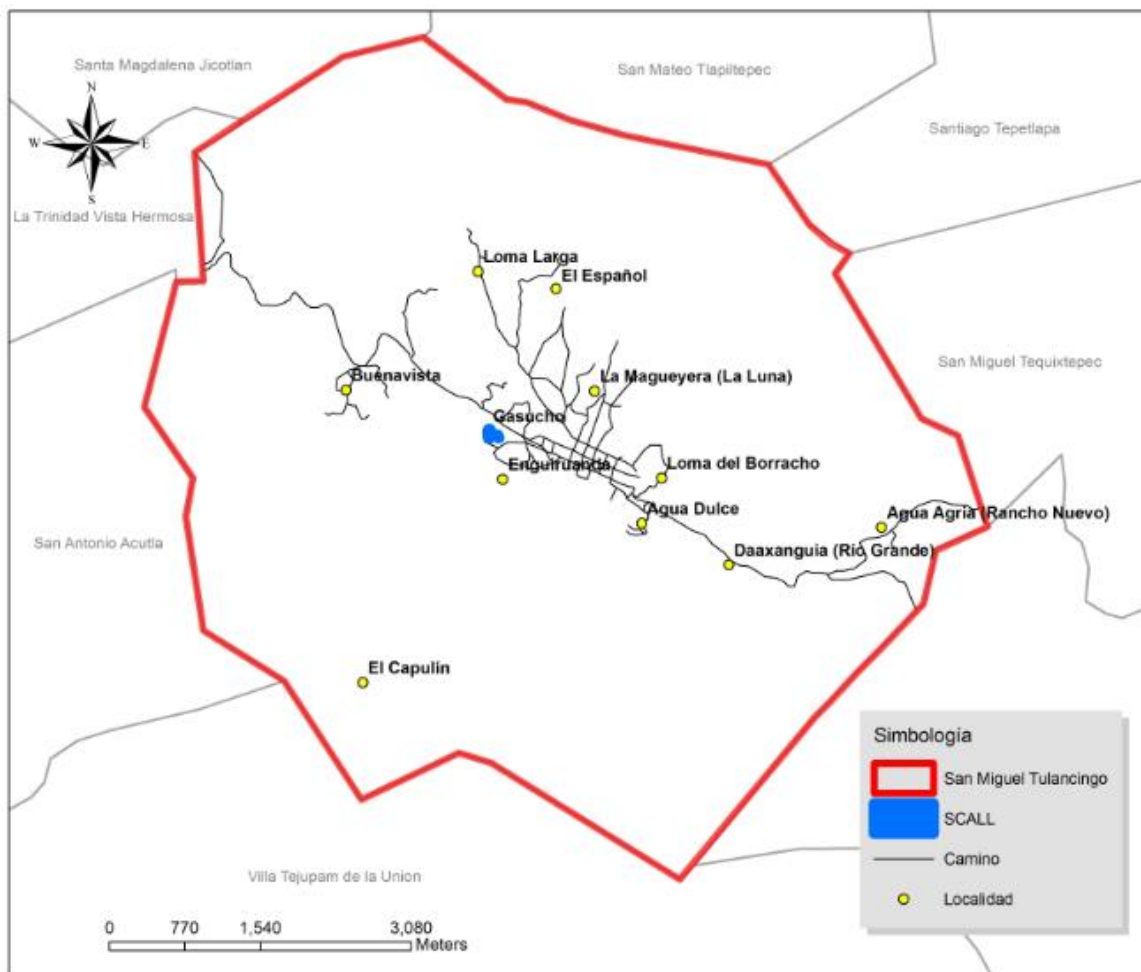 Santa Magdalena Jicotlan
San Mateo Tlapiltepec
Santiago Tepetlapa
N
W
E
S
La Trinidad Vista Hermosa
Loma Larga
El Español
San Miguel Tequixtepec
Buenavista
La Magueyera (La Luna)
Gasucho
Enguifuanda
Loma del Borracho
Agua Dulce
Agua Agria (Rancho Nuevo)
San Antonio Acutla
Daaxanguia (Rio Grande)
El Capulin
Simbología
San Miguel Tulancingo
SCALL
Camino
Localidad
Villa Tejupam de la Union
0 770 1,540 3,080
Meters